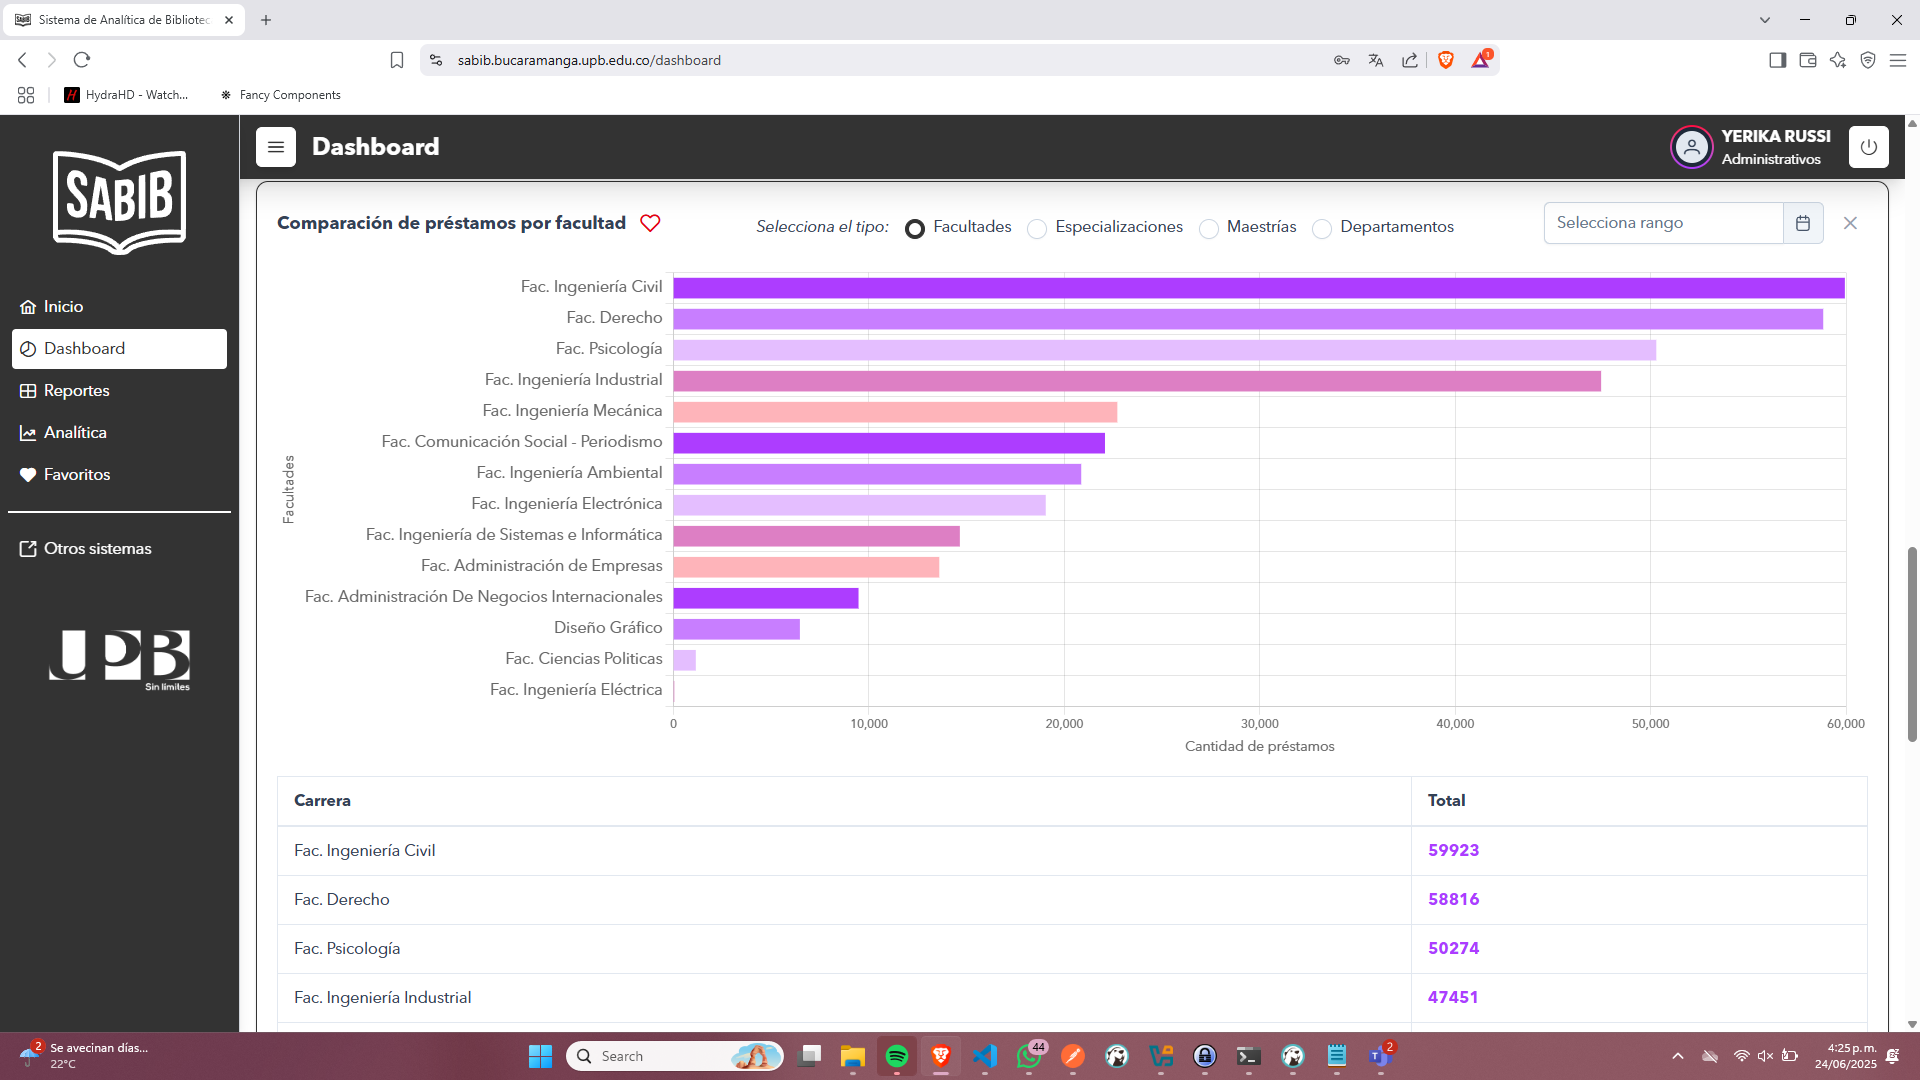 Sistema de Analítica de Bibliotec
sabib.bucaramanga.upb.edu.co/dashboard
1
HydraHD - Watch...
Fancy Components
SABIB
Dashboard
YERIKA RUSSI
Administrativos
Inicio
Dashboard
Reportes
Analítica
Favoritos
Otros sistemas
UPB
Sin límites
Comparación de préstamos por facultad
Selecciona el tipo:
Facultades
Especializaciones
Maestrías
Departamentos
Selecciona rango
Facultades
Fac. Ingeniería Civil
Fac. Derecho
Fac. Psicología
Fac. Ingeniería Industrial
Fac. Ingeniería Mecánica
Fac. Comunicación Social - Periodismo
Fac. Ingeniería Ambiental
Fac. Ingeniería Electrónica
Fac. Ingeniería de Sistemas e Informática
Fac. Administración de Empresas
Fac. Administración De Negocios Internacionales
Diseño Gráfico
Fac. Ciencias Politicas
Fac. Ingeniería Eléctrica
0 10,000 20,000 30,000 40,000 50,000 60,000
Cantidad de préstamos
Carrera Total
Fac. Ingeniería Civil 59923
Fac. Derecho 58816
Fac. Psicología 50274
Fac. Ingeniería Industrial 47451
2
Se avecinan días...
22°C
Search
44
2
4:25 p. m.
24/06/2025